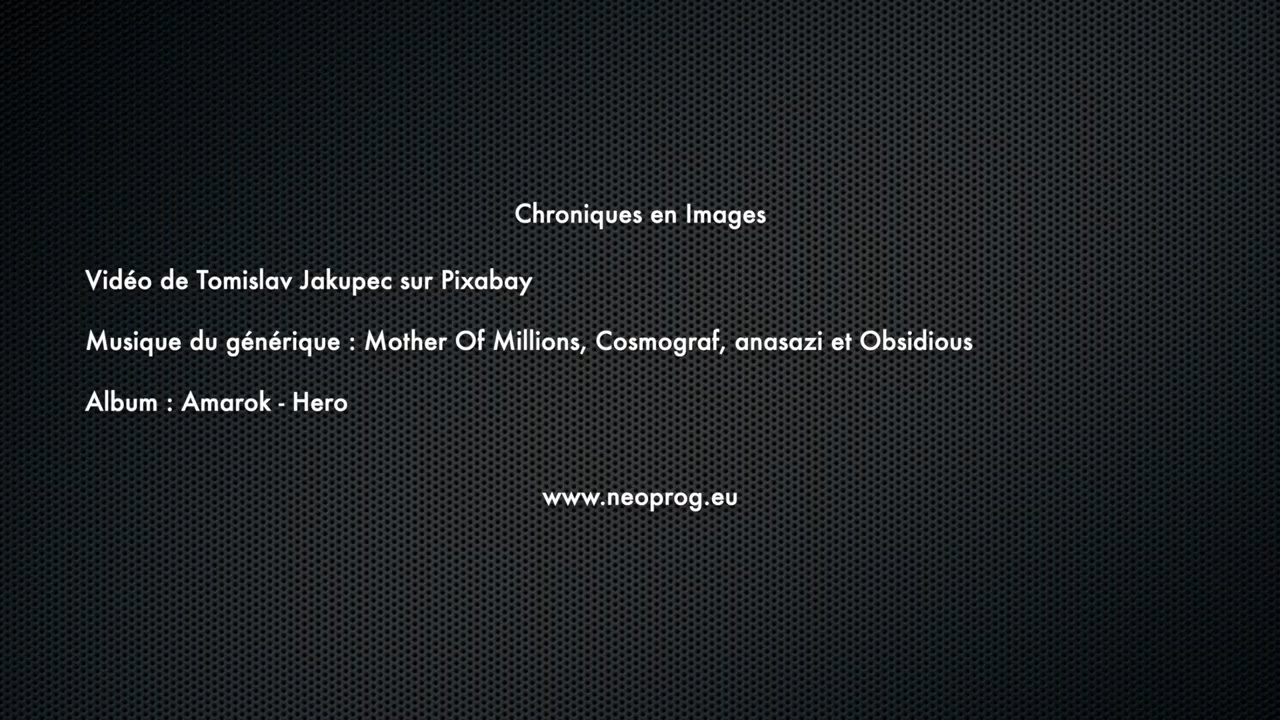 Chroniques en Images
Vidéo de Tomislav Jakupec sur Pixabay
Musique du générique : Mother Of Millions, Cosmograf, anasazi et Obsidious
Album : Amarok - Hero
www.neoprog.eu